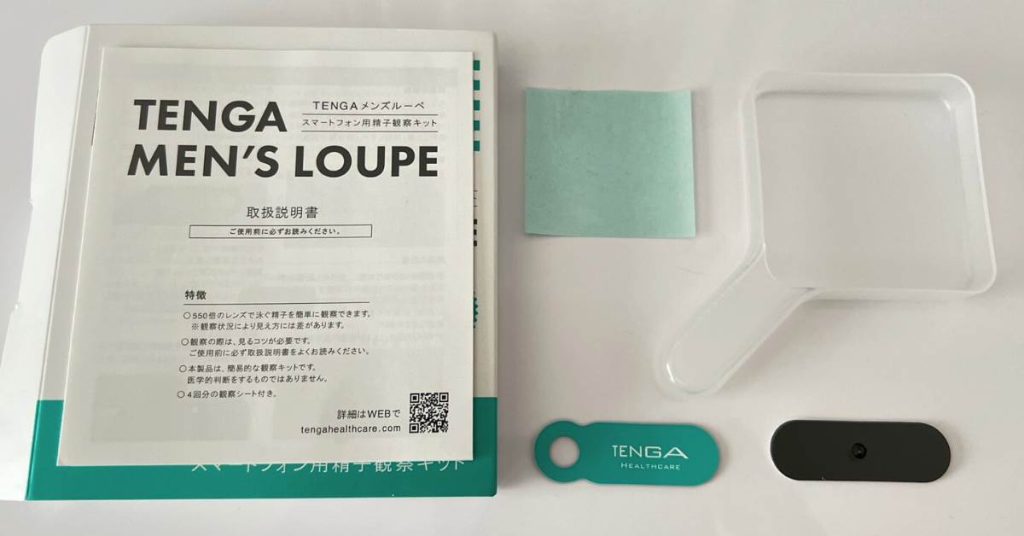 TENGA
MEN'S LOUPE
TENGAメンズルーペ
スマートフォン用精子観察キット
取扱説明書
ご使用前に必ずお読みください。
特徴
○550倍のレンズで泳ぐ精子を簡単に観察できます。
※観察状況により見え方には差があります。
○観察の際は、見るコツが必要です。
ご使用前に必ず取扱説明書をよくお読みください。
○本製品は、簡易的な観察キットです。
医学的判断をするものではありません。
○4回分の観察シート付き。
詳細はWEBで
tengahealthcare.com
スマートフォン用精子観察キット
TENGA
HEALTHCARE